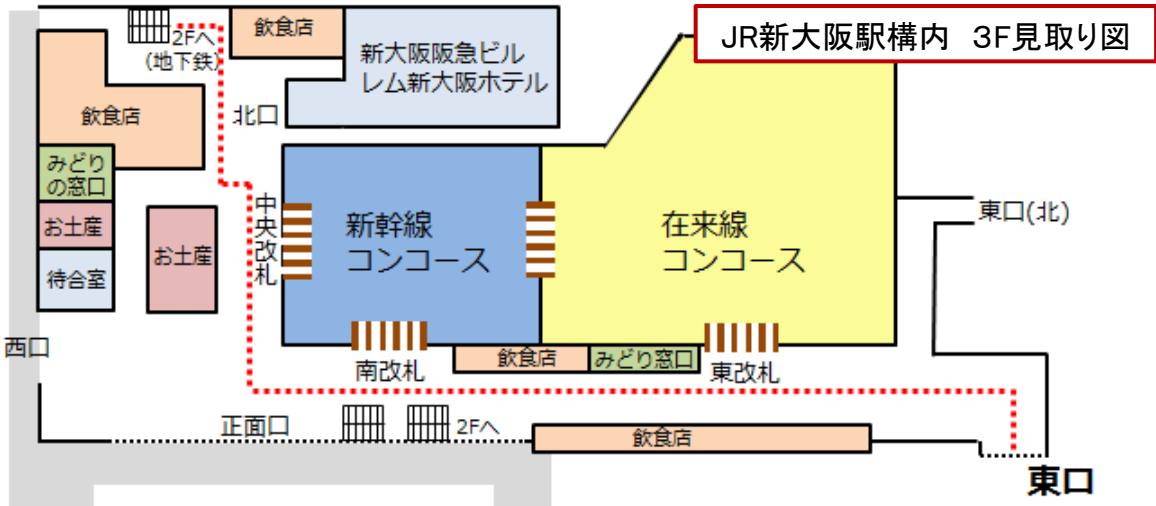 JR新大阪駅構内 3F見取り図
2Fへ
(地下鉄)
飲食店
新大阪阪急ビル
レム新大阪ホテル
北口
飲食店
みどり
の窓口
お土産
待合室
お土産
中央改札
新幹線
コンコース
在来線
コンコース
東口(北)
西口
南改札
飲食店
みどり窓口
東改札
正面口
2Fへ
飲食店
東口